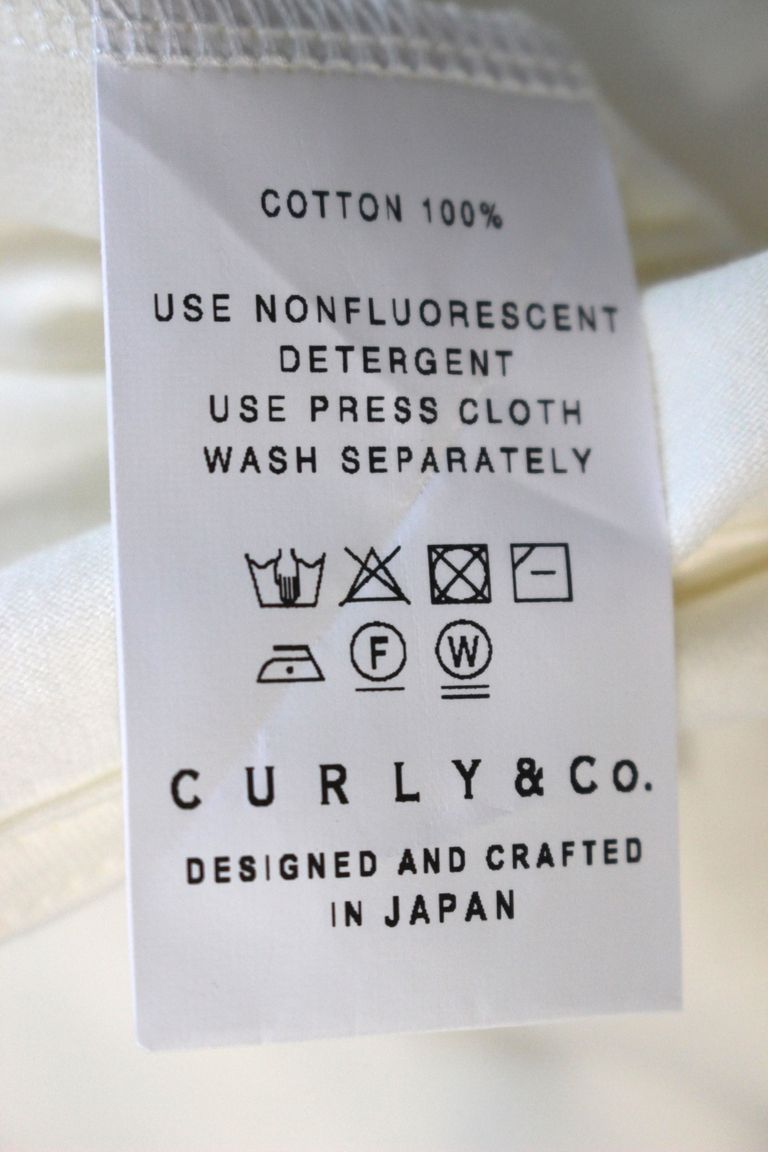 COTTON 100%
USE NONFLUORESCENT
DETERGENT
USE PRESS CLOTH
WASH SEPARATELY
F W
CURLY & Co.
DESIGNED AND CRAFTED
IN JAPAN